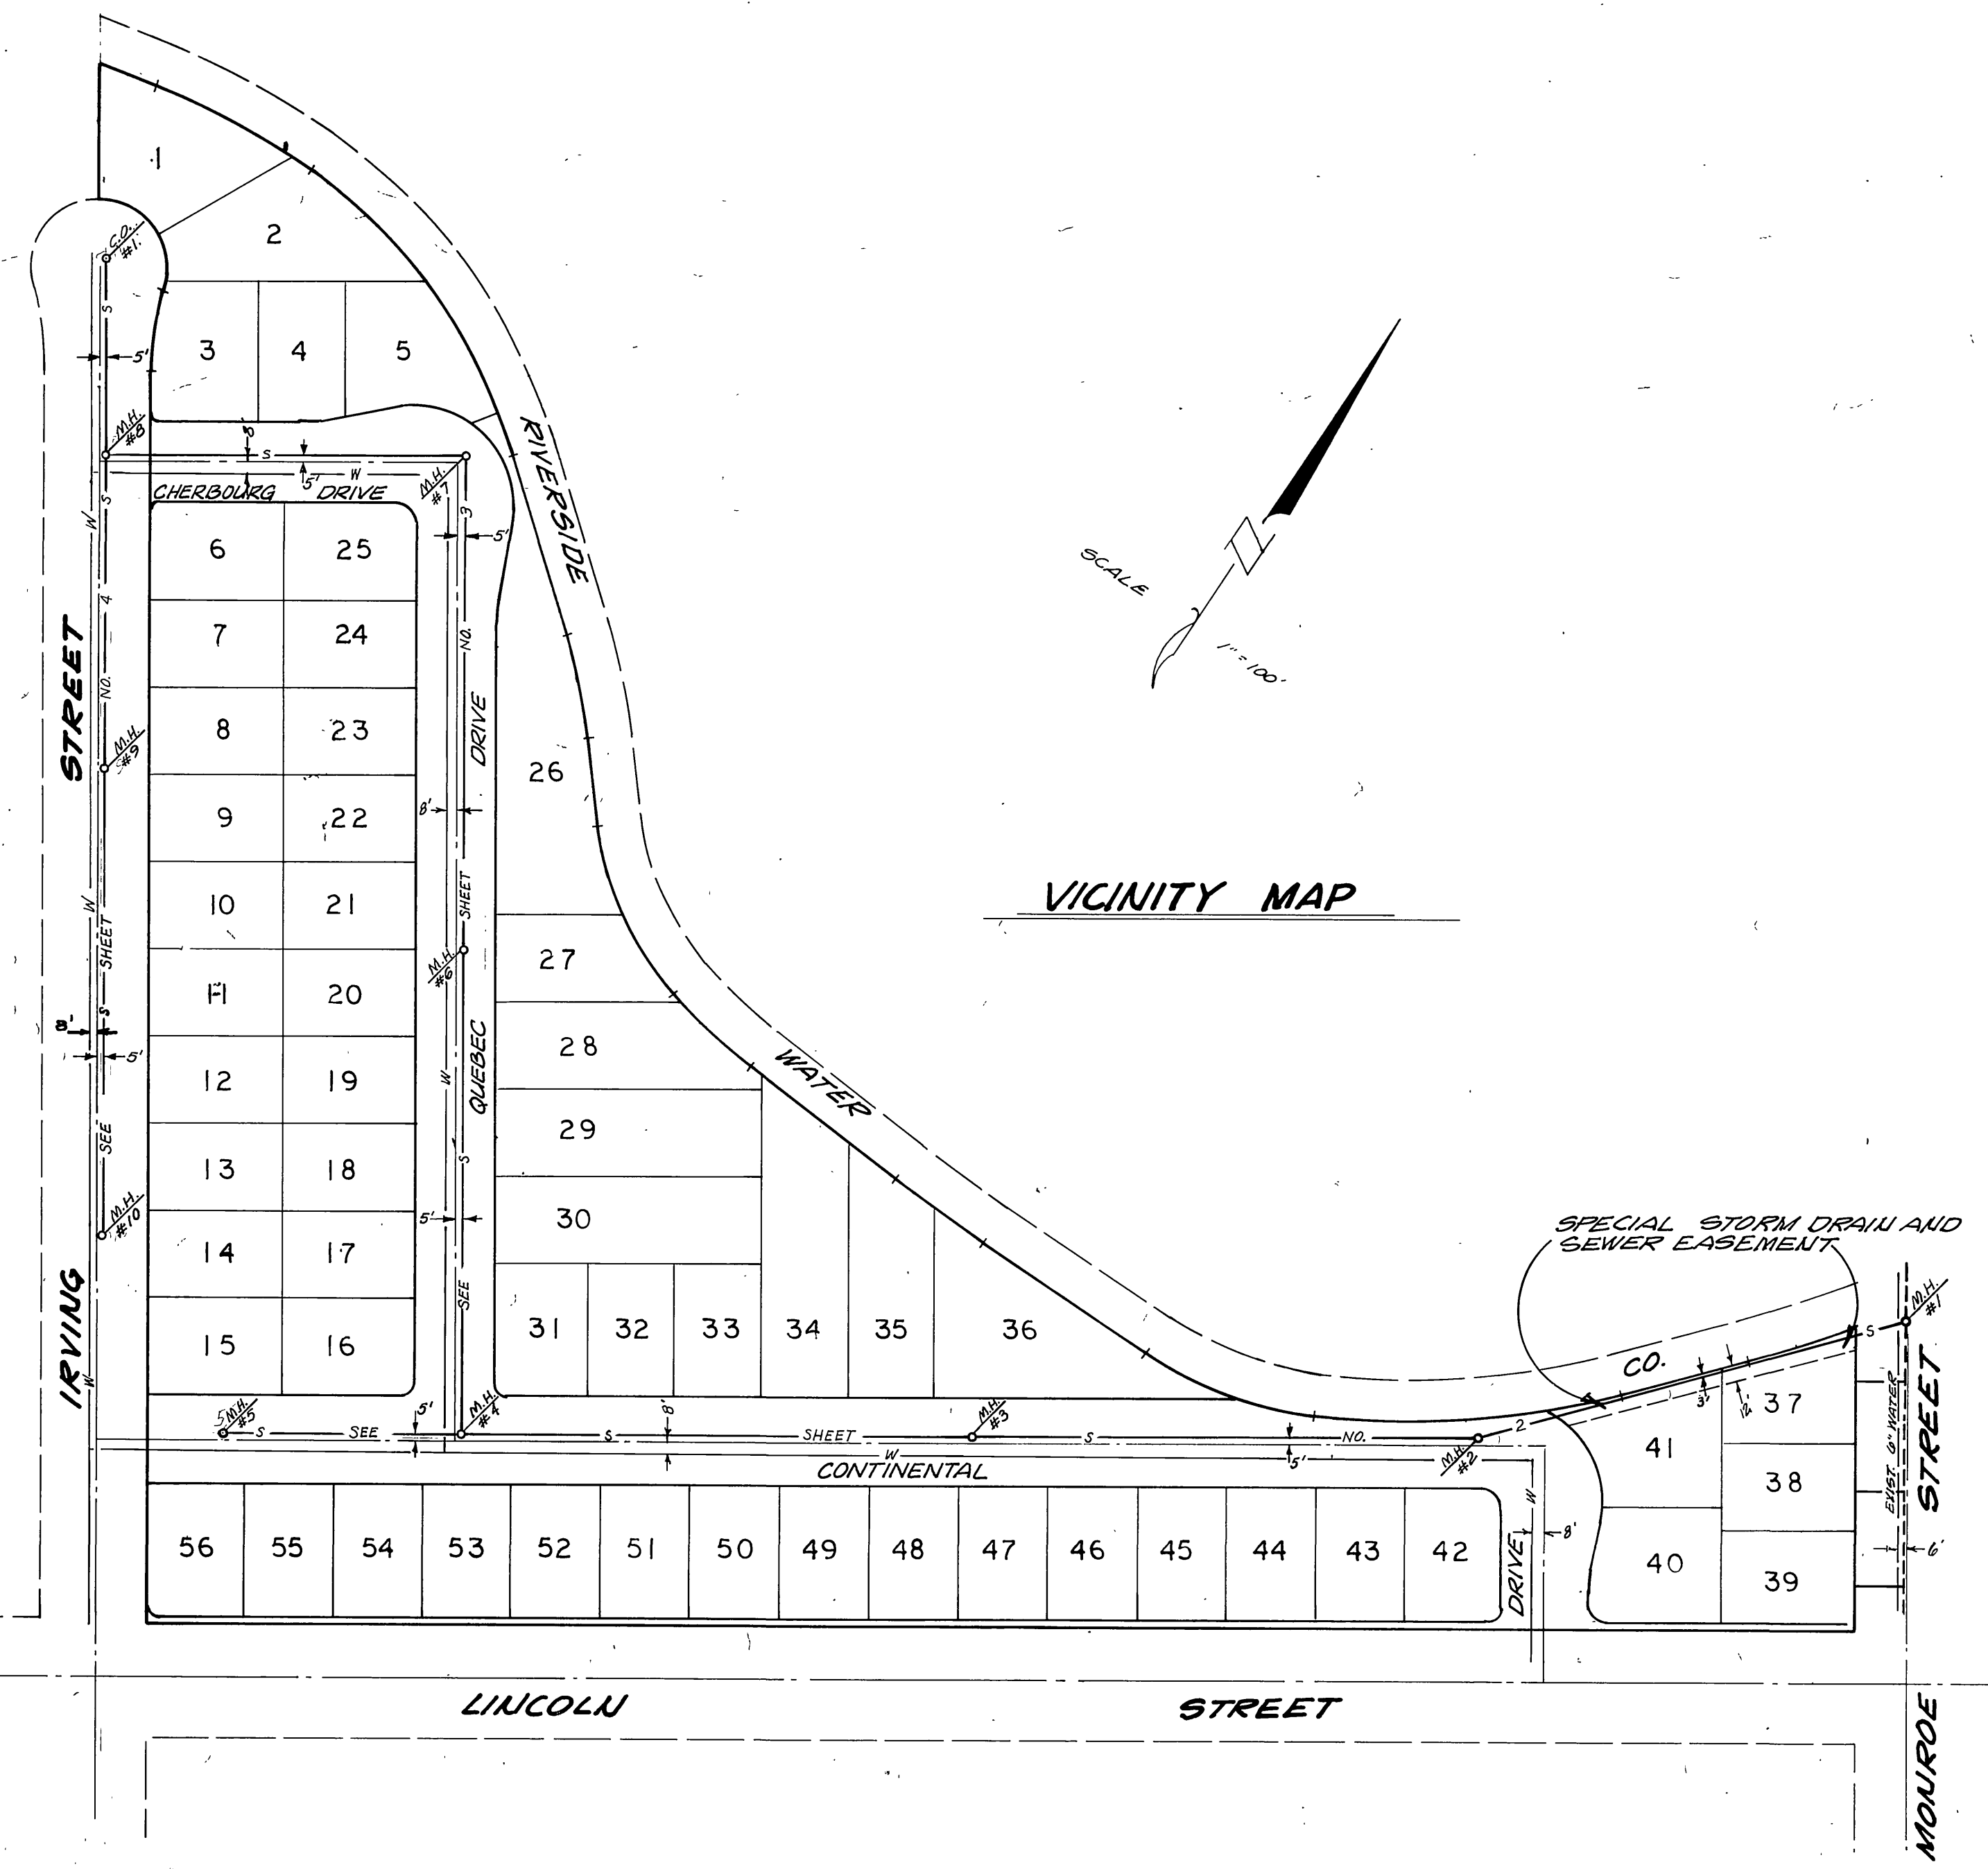 1
2
C.O.
#1
S
3
4
5
5'
M.H.
#8
8'
S
5'
W
M.H.
#7
CHERBOURG DRIVE
RIVERSIDE
SCALE
1" = 100'
N
6
25
7
24
8
23
9
22
10
21
11
20
12
19
13
18
14
17
15
16
S
W
3
5'
SEE SHEET NO. 4
SEE SHEET NO. 3
M.H.
#9
STREET
IRVING
QUEBEC DRIVE
8'
26
VICINITY MAP
W
M.H.
#6
27
S
8'
5'
28
WATER
W
29
S
M.H.
#10
5'
30
31
32
33
34
35
36
SPECIAL STORM DRAIN AND
SEWER EASEMENT
M.H.
#1
S
CO.
3'
12'
37
W
M.H.
#5
5'
M.H.
#4
8'
M.H.
#3
S SEE S SHEET S NO. 2
5'
M.H.
#2
W
CONTINENTAL
41
38
EXIST. 6" WATER
STREET
56
55
54
53
52
51
50
49
48
47
46
45
44
43
42
W
8'
DRIVE
40
39
6'
LINCOLN STREET
MONROE